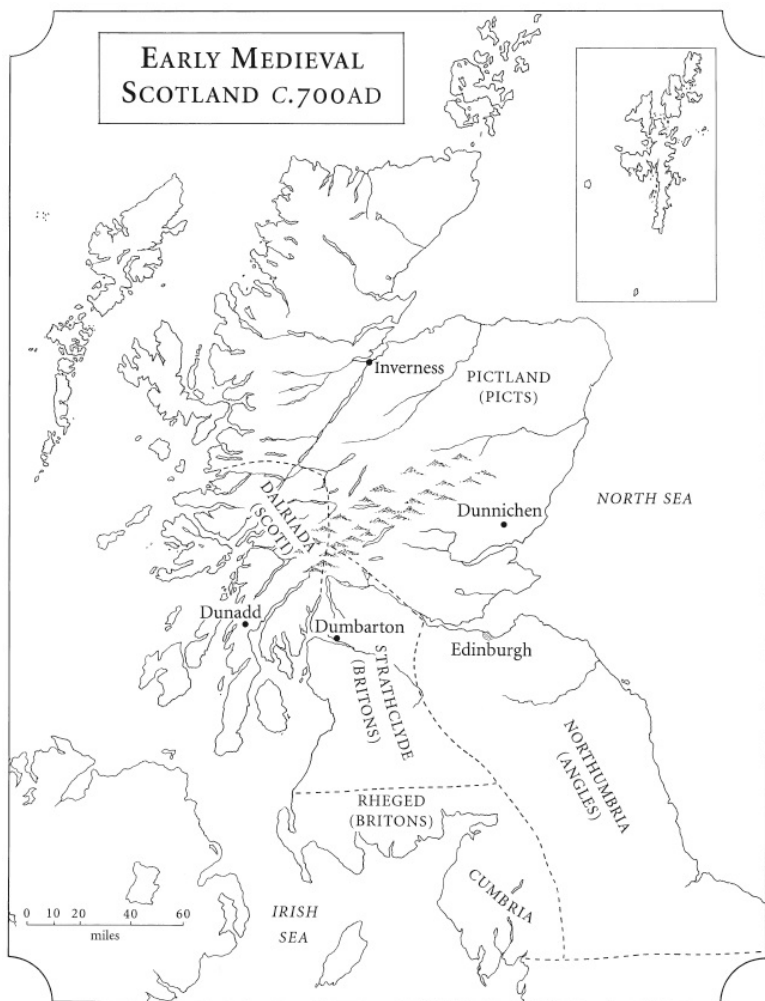 EARLY MEDIEVAL
SCOTLAND C.700AD
Inverness
PICTLAND
(PICTS)
NORTH SEA
Dunnichen
DALRIADA
(SCOTI)
Dunadd
Dumbarton
Edinburgh
STRATHCLYDE
(BRITONS)
NORTHUMBRIA
(ANGLES)
RHEGED
(BRITONS)
CUMBRIA
IRISH
SEA
0 10 20 40 60
miles